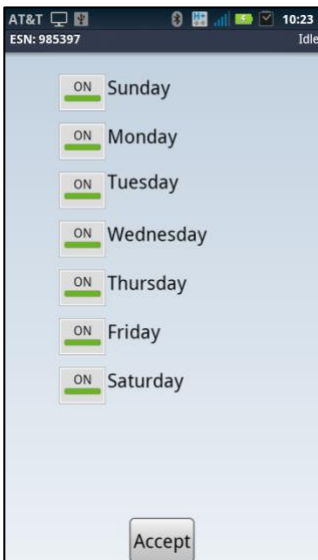 AT&T 10:23
ESN: 985397 Idle
ON Sunday
ON Monday
ON Tuesday
ON Wednesday
ON Thursday
ON Friday
ON Saturday
Accept